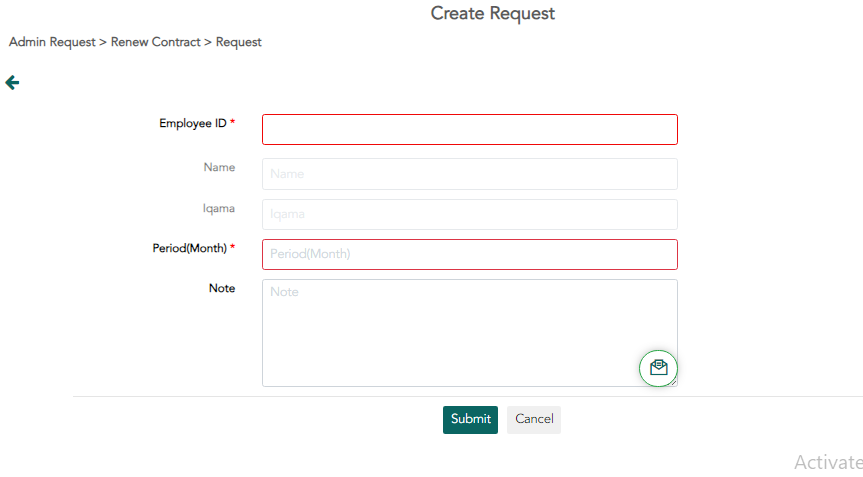 Create Request
Admin Request > Renew Contract > Request
Employee ID *
Name
Name
Iqama
Iqama
Period(Month) *
Period(Month)
Note
Note
Submit
Cancel
Activate